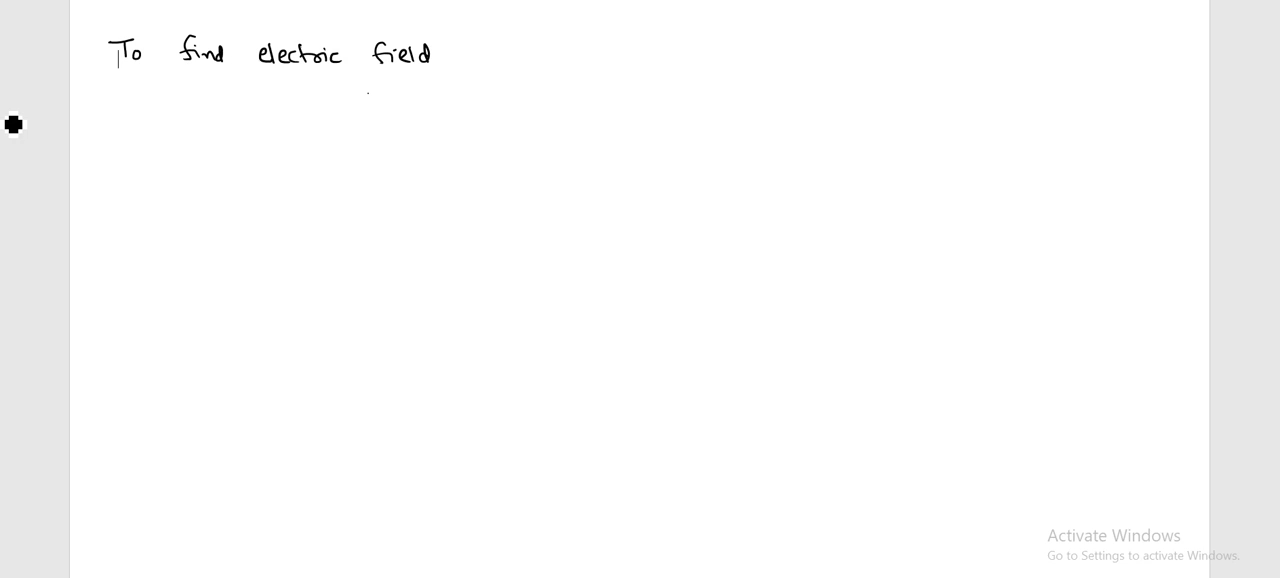 To find electric field
Activate Windows
Go to Settings to activate Windows.